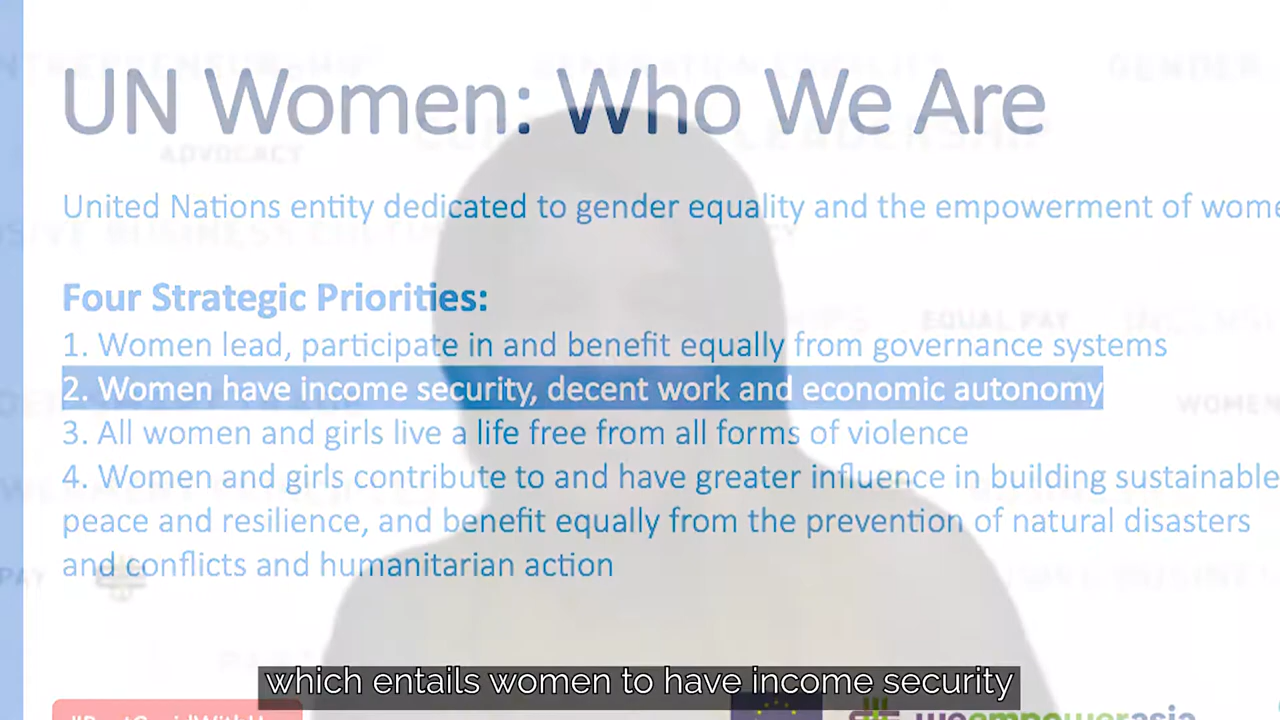 UN Women: Who We Are
ADVOCACY
United Nations entity dedicated to gender equality and the empowerment of wome
Four Strategic Priorities:
1. Women lead, participate in and benefit equally from governance systems
EQUAL PAY
2. Women have income security, decent work and economic autonomy
3. All women and girls live a life free from all forms of violence
4. Women and girls contribute to and have greater influence in building sustainable
peace and resilience, and benefit equally from the prevention of natural disasters
and conflicts and humanitarian action
which entails women to have income security
weempowerasia